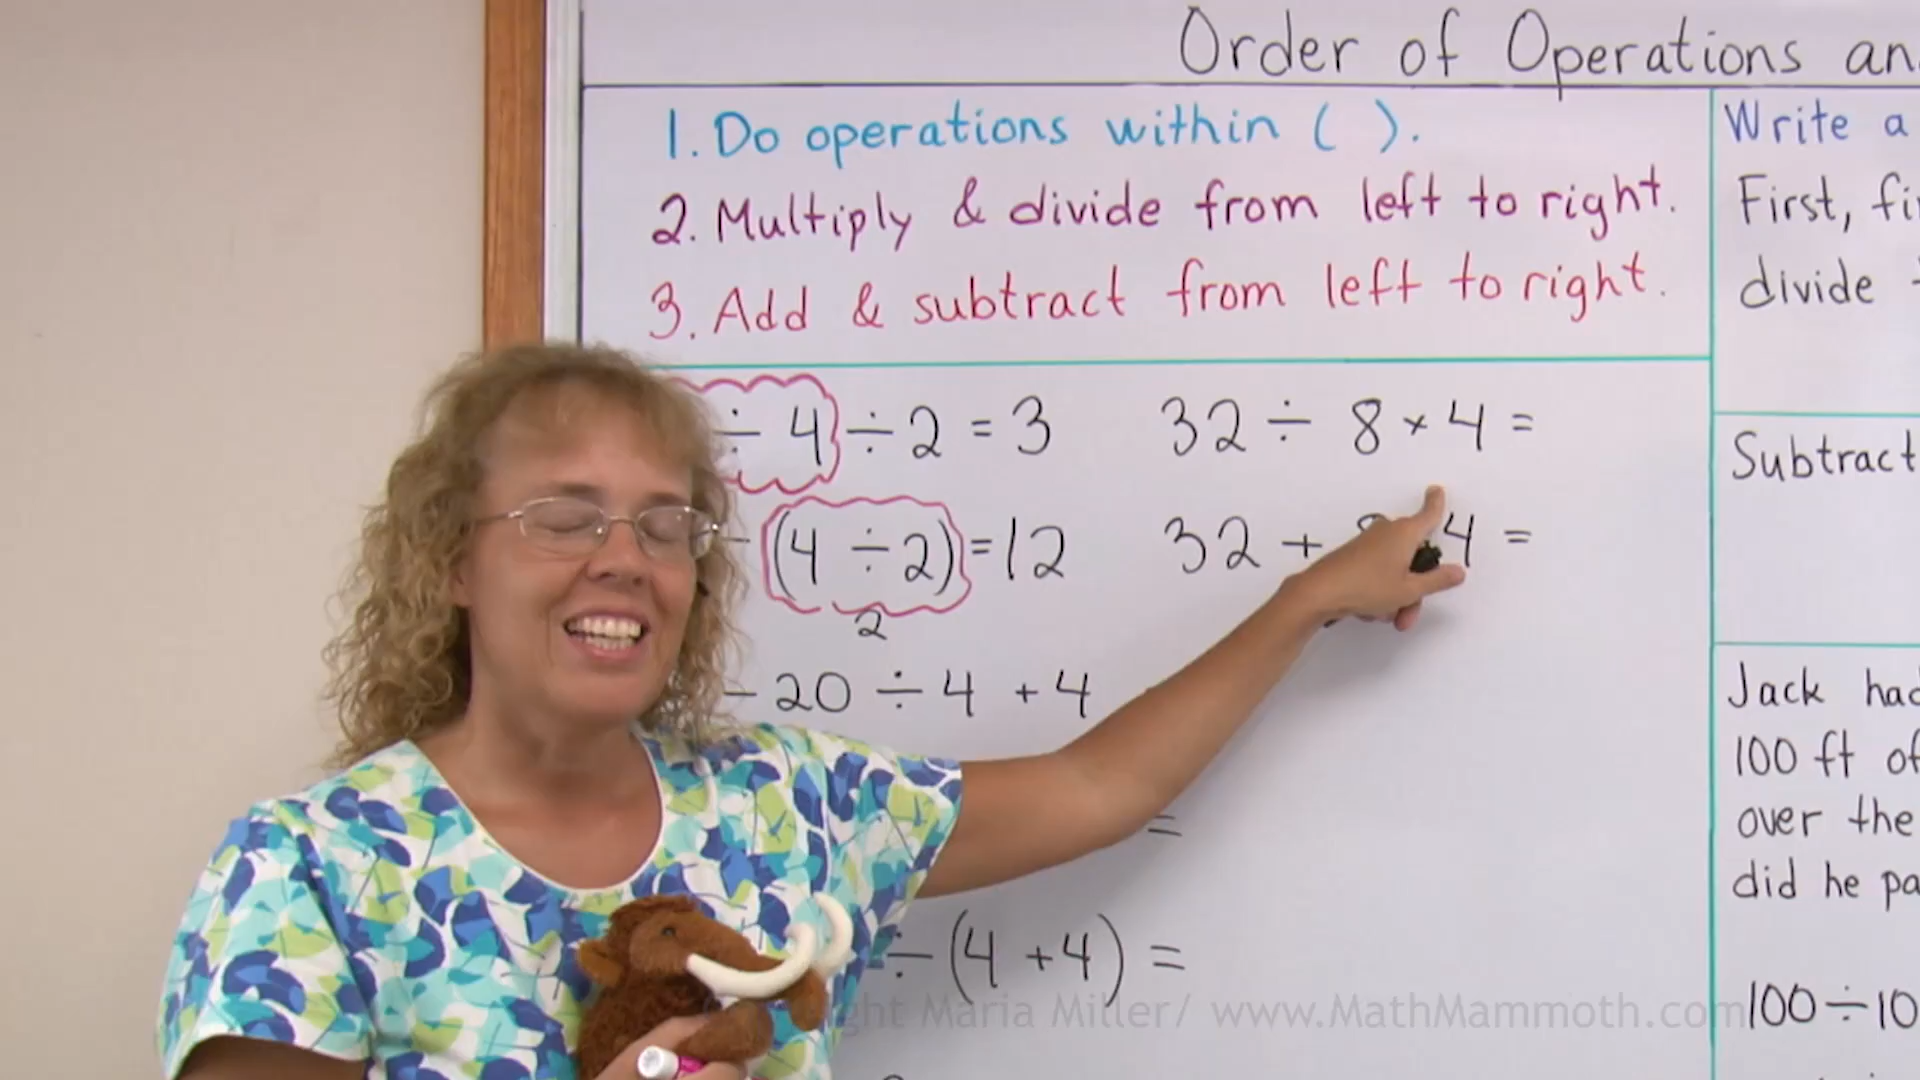 Order of Operations an
1. Do operations within ( ).
2. Multiply & divide from left to right.
3. Add & subtract from left to right.
÷ 4 ÷ 2 = 3
(4 ÷ 2) = 12
2
- 20 ÷ 4 + 4
=
÷ (4 + 4) =
32 ÷ 8 × 4 =
32 + 8 4 =
Write a
First, fi
divide
Subtract
Jack had
100 ft of
over the
did he pa
100 ÷ 10
ght Maria Miller/ www.MathMammoth.com